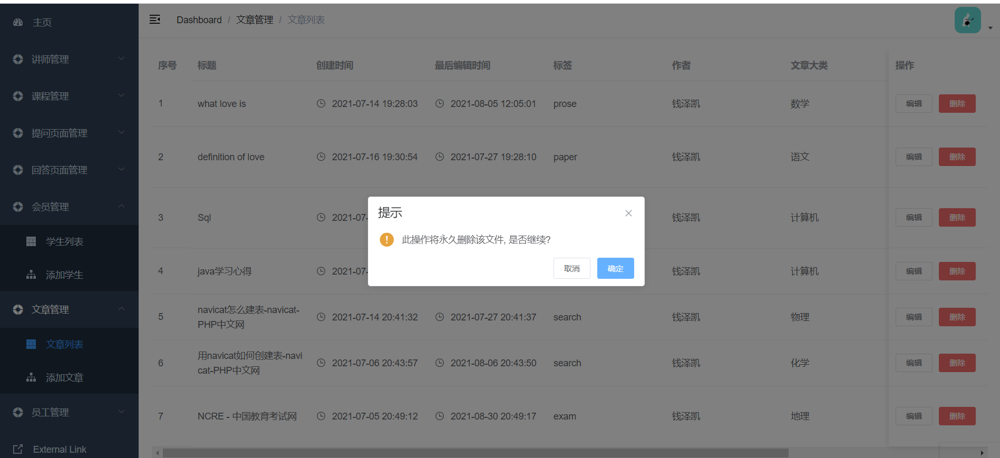 主页
讲师管理
课程管理
提问页面管理
回答页面管理
会员管理
学生列表
添加学生
文章管理
文章列表
添加文章
员工管理
External Link
Dashboard / 文章管理 / 文章列表
序号 标题 创建时间 最后编辑时间 标签 作者 文章大类 操作
1 what love is 2021-07-14 19:28:03 2021-08-05 12:05:01 prose 钱泽凯 数学 编辑 删除
2 definition of love 2021-07-16 19:30:54 2021-07-27 19:28:10 paper 钱泽凯 语文 编辑 删除
3 Sql 2021-07- 钱泽凯 计算机 编辑 删除
4 java学习心得 2021-07- 钱泽凯 计算机 编辑 删除
5 navicat怎么建表-navicat-
PHP中文网 2021-07-14 20:41:32 2021-07-27 20:41:37 search 钱泽凯 物理 编辑 删除
6 用navicat如何创建表-navi
cat-PHP中文网 2021-07-06 20:43:57 2021-08-06 20:43:50 search 钱泽凯 化学 编辑 删除
7 NCRE - 中国教育考试网 2021-07-05 20:49:12 2021-08-30 20:49:17 exam 钱泽凯 地理 编辑 删除
提示
此操作将永久删除该文件, 是否继续?
取消 确定